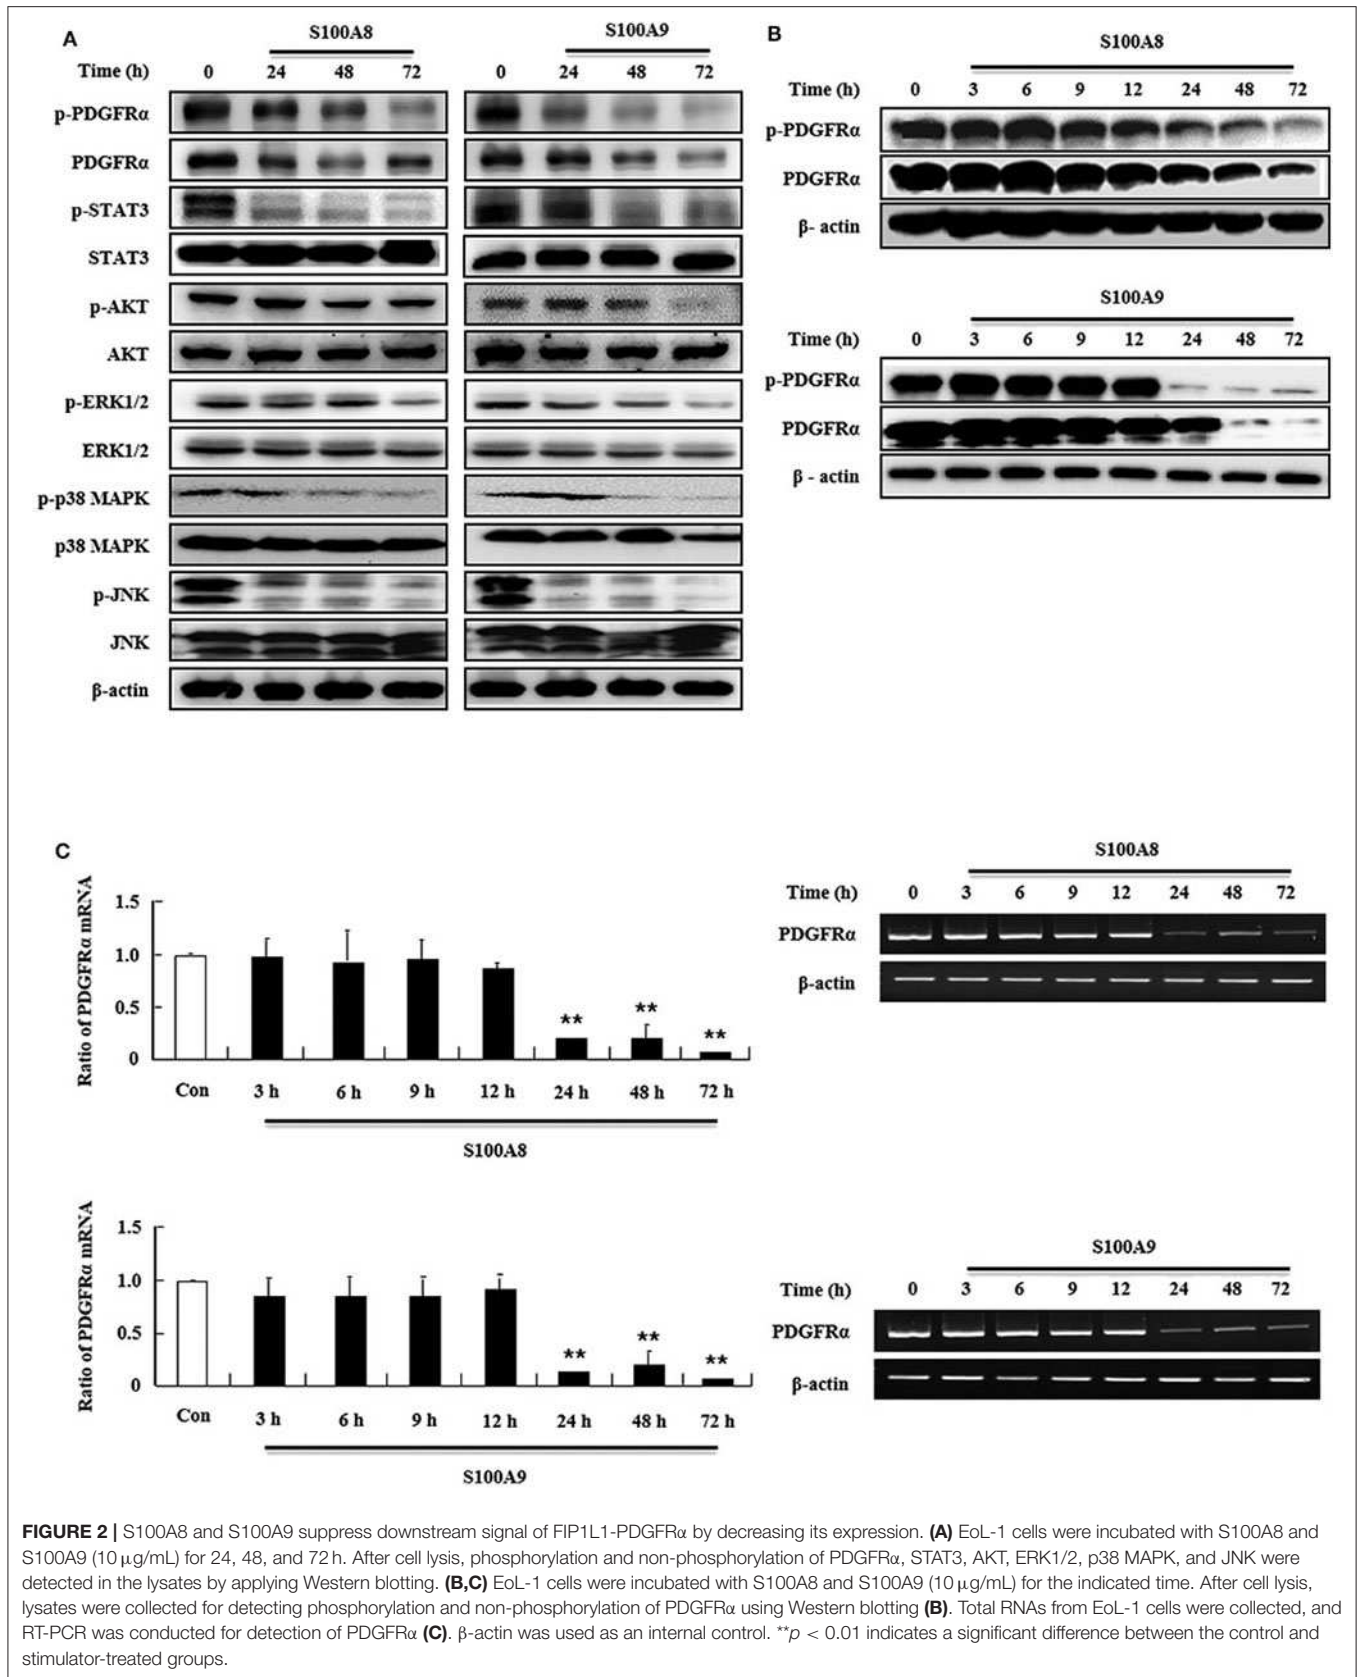 A
S100A8
S100A9
Time (h) 0 24 48 72 0 24 48 72
p-PDGFRα
PDGFRα
p-STAT3
STAT3
p-AKT
AKT
p-ERK1/2
ERK1/2
p-p38 MAPK
p38 MAPK
p-JNK
JNK
β-actin
B
S100A8
Time (h) 0 3 6 9 12 24 48 72
p-PDGFRα
PDGFRα
β- actin
S100A9
Time (h) 0 3 6 9 12 24 48 72
p-PDGFRα
PDGFRα
β - actin
C
Ratio of PDGFRα mRNA
1.5
1.0
0.5
0
** ** **
Con 3 h 6 h 9 h 12 h 24 h 48 h 72 h
S100A8
S100A8
Time (h) 0 3 6 9 12 24 48 72
PDGFRα
β-actin
Ratio of PDGFRα mRNA
1.5
1.0
0.5
0
** ** **
Con 3 h 6 h 9 h 12 h 24 h 48 h 72 h
S100A9
S100A9
Time (h) 0 3 6 9 12 24 48 72
PDGFRα
β-actin
FIGURE 2 | S100A8 and S100A9 suppress downstream signal of FIP1L1-PDGFRα by decreasing its expression. (A) EoL-1 cells were incubated with S100A8 and
S100A9 (10 μg/mL) for 24, 48, and 72 h. After cell lysis, phosphorylation and non-phosphorylation of PDGFRα, STAT3, AKT, ERK1/2, p38 MAPK, and JNK were
detected in the lysates by applying Western blotting. (B,C) EoL-1 cells were incubated with S100A8 and S100A9 (10 μg/mL) for the indicated time. After cell lysis,
lysates were collected for detecting phosphorylation and non-phosphorylation of PDGFRα using Western blotting (B). Total RNAs from EoL-1 cells were collected, and
RT-PCR was conducted for detection of PDGFRα (C). β-actin was used as an internal control. **p < 0.01 indicates a significant difference between the control and
stimulator-treated groups.